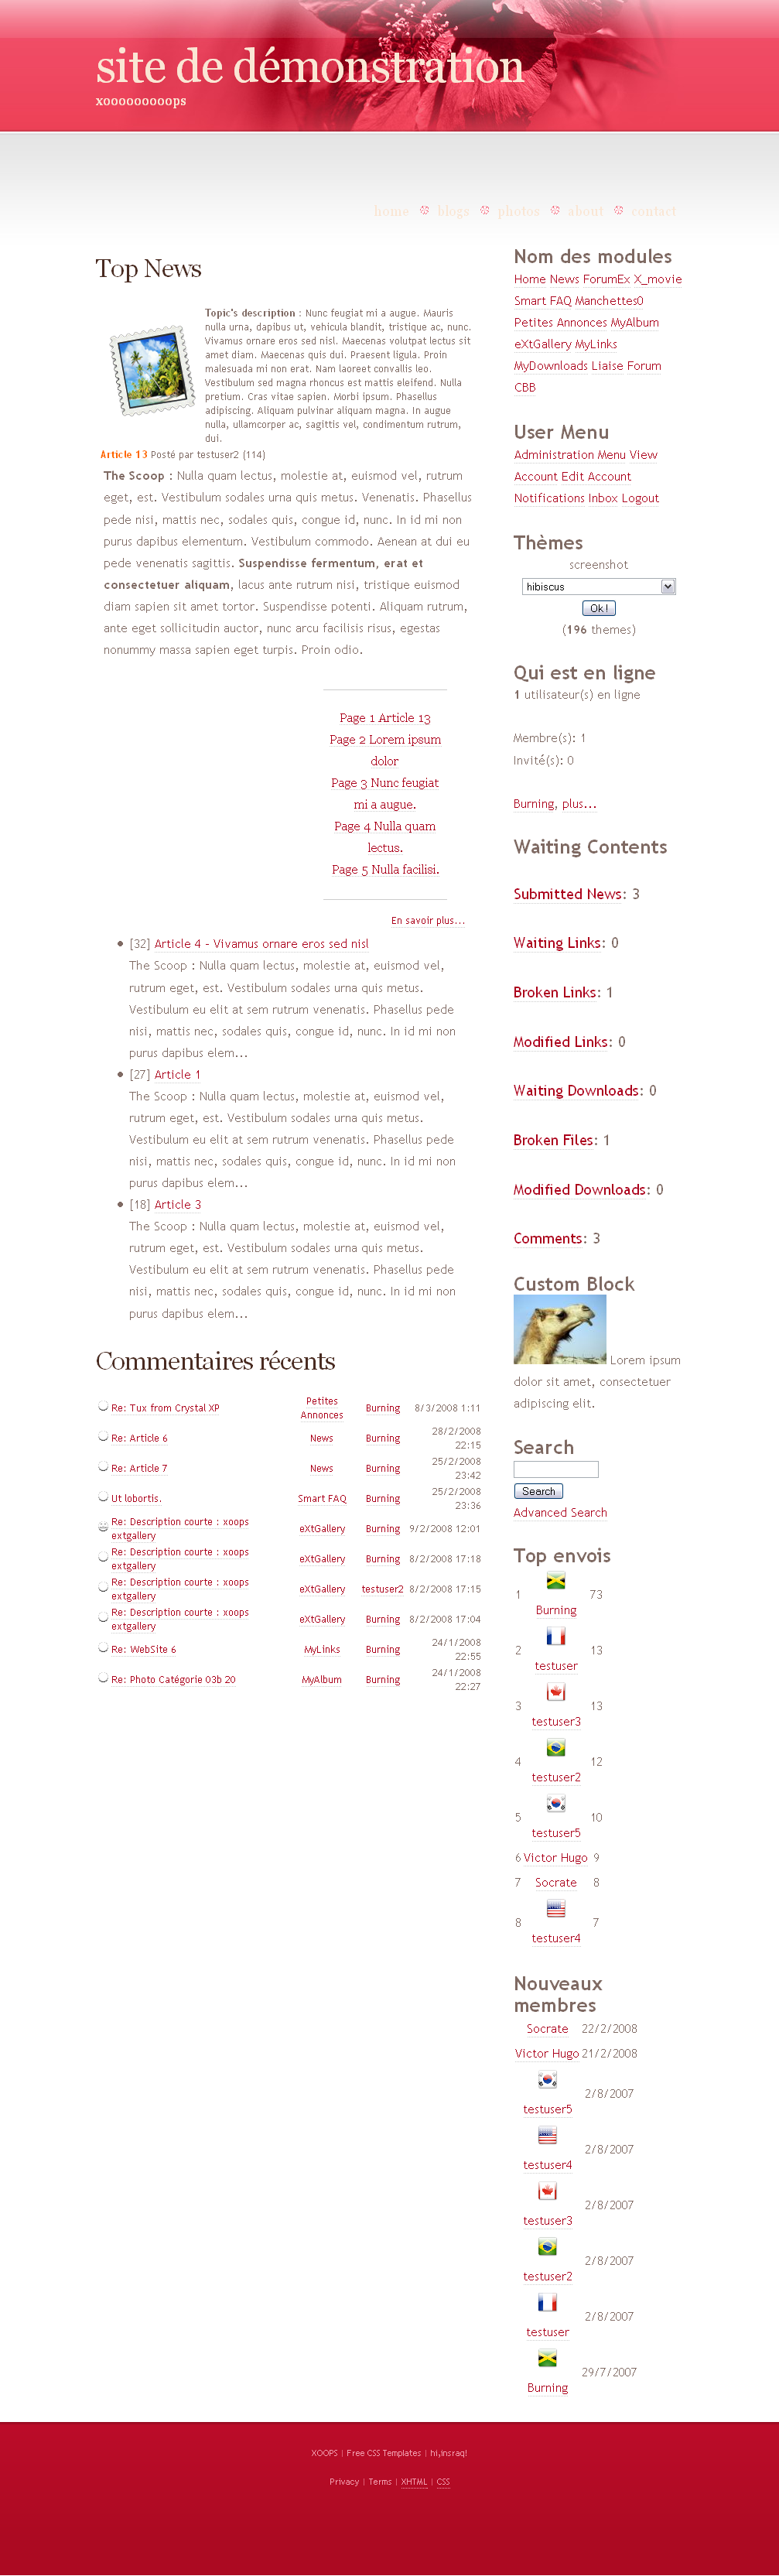 site de démonstration
xooooooooops
home
blogs
photos
about
contact
Top News
Topic's description : Nunc feugiat mi a augue. Mauris
nulla urna, dapibus ut, vehicula blandit, tristique ac, nunc.
Vivamus ornare eros sed nisl. Maecenas volutpat lectus sit
amet diam. Maecenas quis dui. Praesent ligula. Proin
malesuada mi non erat. Nam laoreet convallis leo.
Vestibulum sed magna rhoncus est mattis eleifend. Nulla
pretium. Cras vitae sapien. Morbi ipsum. Phasellus
adipiscing. Aliquam pulvinar aliquam magna. In augue
nulla, ullamcorper ac, sagittis vel, condimentum rutrum,
dui.
Article 13 Posté par testuser2 (114)
The Scoop : Nulla quam lectus, molestie at, euismod vel, rutrum
eget, est. Vestibulum sodales urna quis metus. Venenatis. Phasellus
pede nisi, mattis nec, sodales quis, congue id, nunc. In id mi non
purus dapibus elementum. Vestibulum commodo. Aenean at dui eu
pede venenatis sagittis. Suspendisse fermentum, erat et
consectetuer aliquam, lacus ante rutrum nisi, tristique euismod
diam sapien sit amet tortor. Suspendisse potenti. Aliquam rutrum,
ante eget sollicitudin auctor, nunc arcu facilisis risus, egestas
nonummy massa sapien eget turpis. Proin odio.
Page 1 Article 13
Page 2 Lorem ipsum
dolor
Page 3 Nunc feugiat
mi a augue.
Page 4 Nulla quam
lectus.
Page 5 Nulla facilisi.
En savoir plus...
[32] Article 4 - Vivamus ornare eros sed nisl
The Scoop : Nulla quam lectus, molestie at, euismod vel,
rutrum eget, est. Vestibulum sodales urna quis metus.
Vestibulum eu elit at sem rutrum venenatis. Phasellus pede
nisi, mattis nec, sodales quis, congue id, nunc. In id mi non
purus dapibus elem...
[27] Article 1
The Scoop : Nulla quam lectus, molestie at, euismod vel,
rutrum eget, est. Vestibulum sodales urna quis metus.
Vestibulum eu elit at sem rutrum venenatis. Phasellus pede
nisi, mattis nec, sodales quis, congue id, nunc. In id mi non
purus dapibus elem...
[18] Article 3
The Scoop : Nulla quam lectus, molestie at, euismod vel,
rutrum eget, est. Vestibulum sodales urna quis metus.
Vestibulum eu elit at sem rutrum venenatis. Phasellus pede
nisi, mattis nec, sodales quis, congue id, nunc. In id mi non
purus dapibus elem...
Commentaires récents
Re: Tux from Crystal XP Petites Annonces Burning 8/3/2008 1:11
Re: Article 6 News Burning 28/2/2008 22:15
Re: Article 7 News Burning 25/2/2008 23:42
Ut lobortis. Smart FAQ Burning 25/2/2008 23:36
Re: Description courte : xoops extgallery eXtGallery Burning 9/2/2008 12:01
Re: Description courte : xoops extgallery eXtGallery Burning 8/2/2008 17:18
Re: Description courte : xoops extgallery eXtGallery testuser2 8/2/2008 17:15
Re: Description courte : xoops extgallery eXtGallery Burning 8/2/2008 17:04
Re: WebSite 6 MyLinks Burning 24/1/2008 22:55
Re: Photo Catégorie 03b 20 MyAlbum Burning 24/1/2008 22:27
Nom des modules
Home News ForumEx X_movie
Smart FAQ Manchettes0
Petites Annonces MyAlbum
eXtGallery MyLinks
MyDownloads Liaise Forum
CBB
User Menu
Administration Menu View
Account Edit Account
Notifications Inbox Logout
Thèmes
screenshot
hibiscus
Ok!
(196 themes)
Qui est en ligne
1 utilisateur(s) en ligne
Membre(s): 1
Invité(s): 0
Burning, plus...
Waiting Contents
Submitted News: 3
Waiting Links: 0
Broken Links: 1
Modified Links: 0
Waiting Downloads: 0
Broken Files: 1
Modified Downloads: 0
Comments: 3
Custom Block
Lorem ipsum
dolor sit amet, consectetuer
adipiscing elit.
Search
Search
Advanced Search
Top envois
1 Burning 73
2 testuser 13
3 testuser3 13
4 testuser2 12
5 testuser5 10
6 Victor Hugo 9
7 Socrate 8
8 testuser4 7
Nouveaux
membres
Socrate 22/2/2008
Victor Hugo 21/2/2008
testuser5 2/8/2007
testuser4 2/8/2007
testuser3 2/8/2007
testuser2 2/8/2007
testuser 2/8/2007
Burning 29/7/2007
XOOPS | Free CSS Templates | hi,insraq!
Privacy | Terms | XHTML | CSS